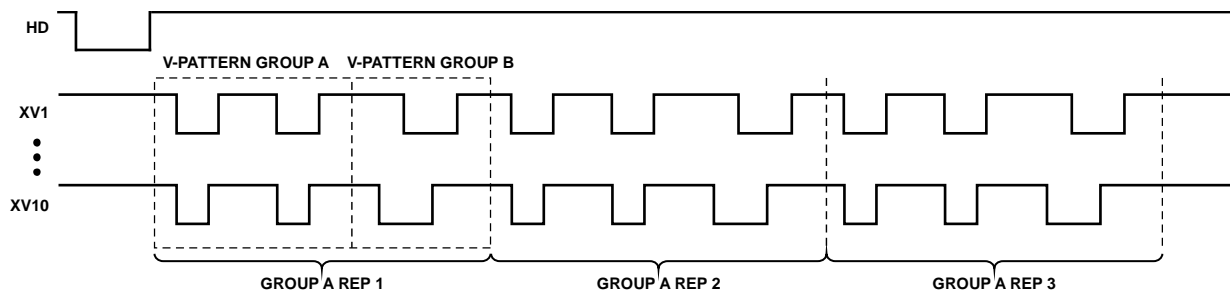 HD
V-PATTERN GROUP A V-PATTERN GROUP B
XV1
XV10
GROUP A REP 1 GROUP A REP 2 GROUP A REP 3